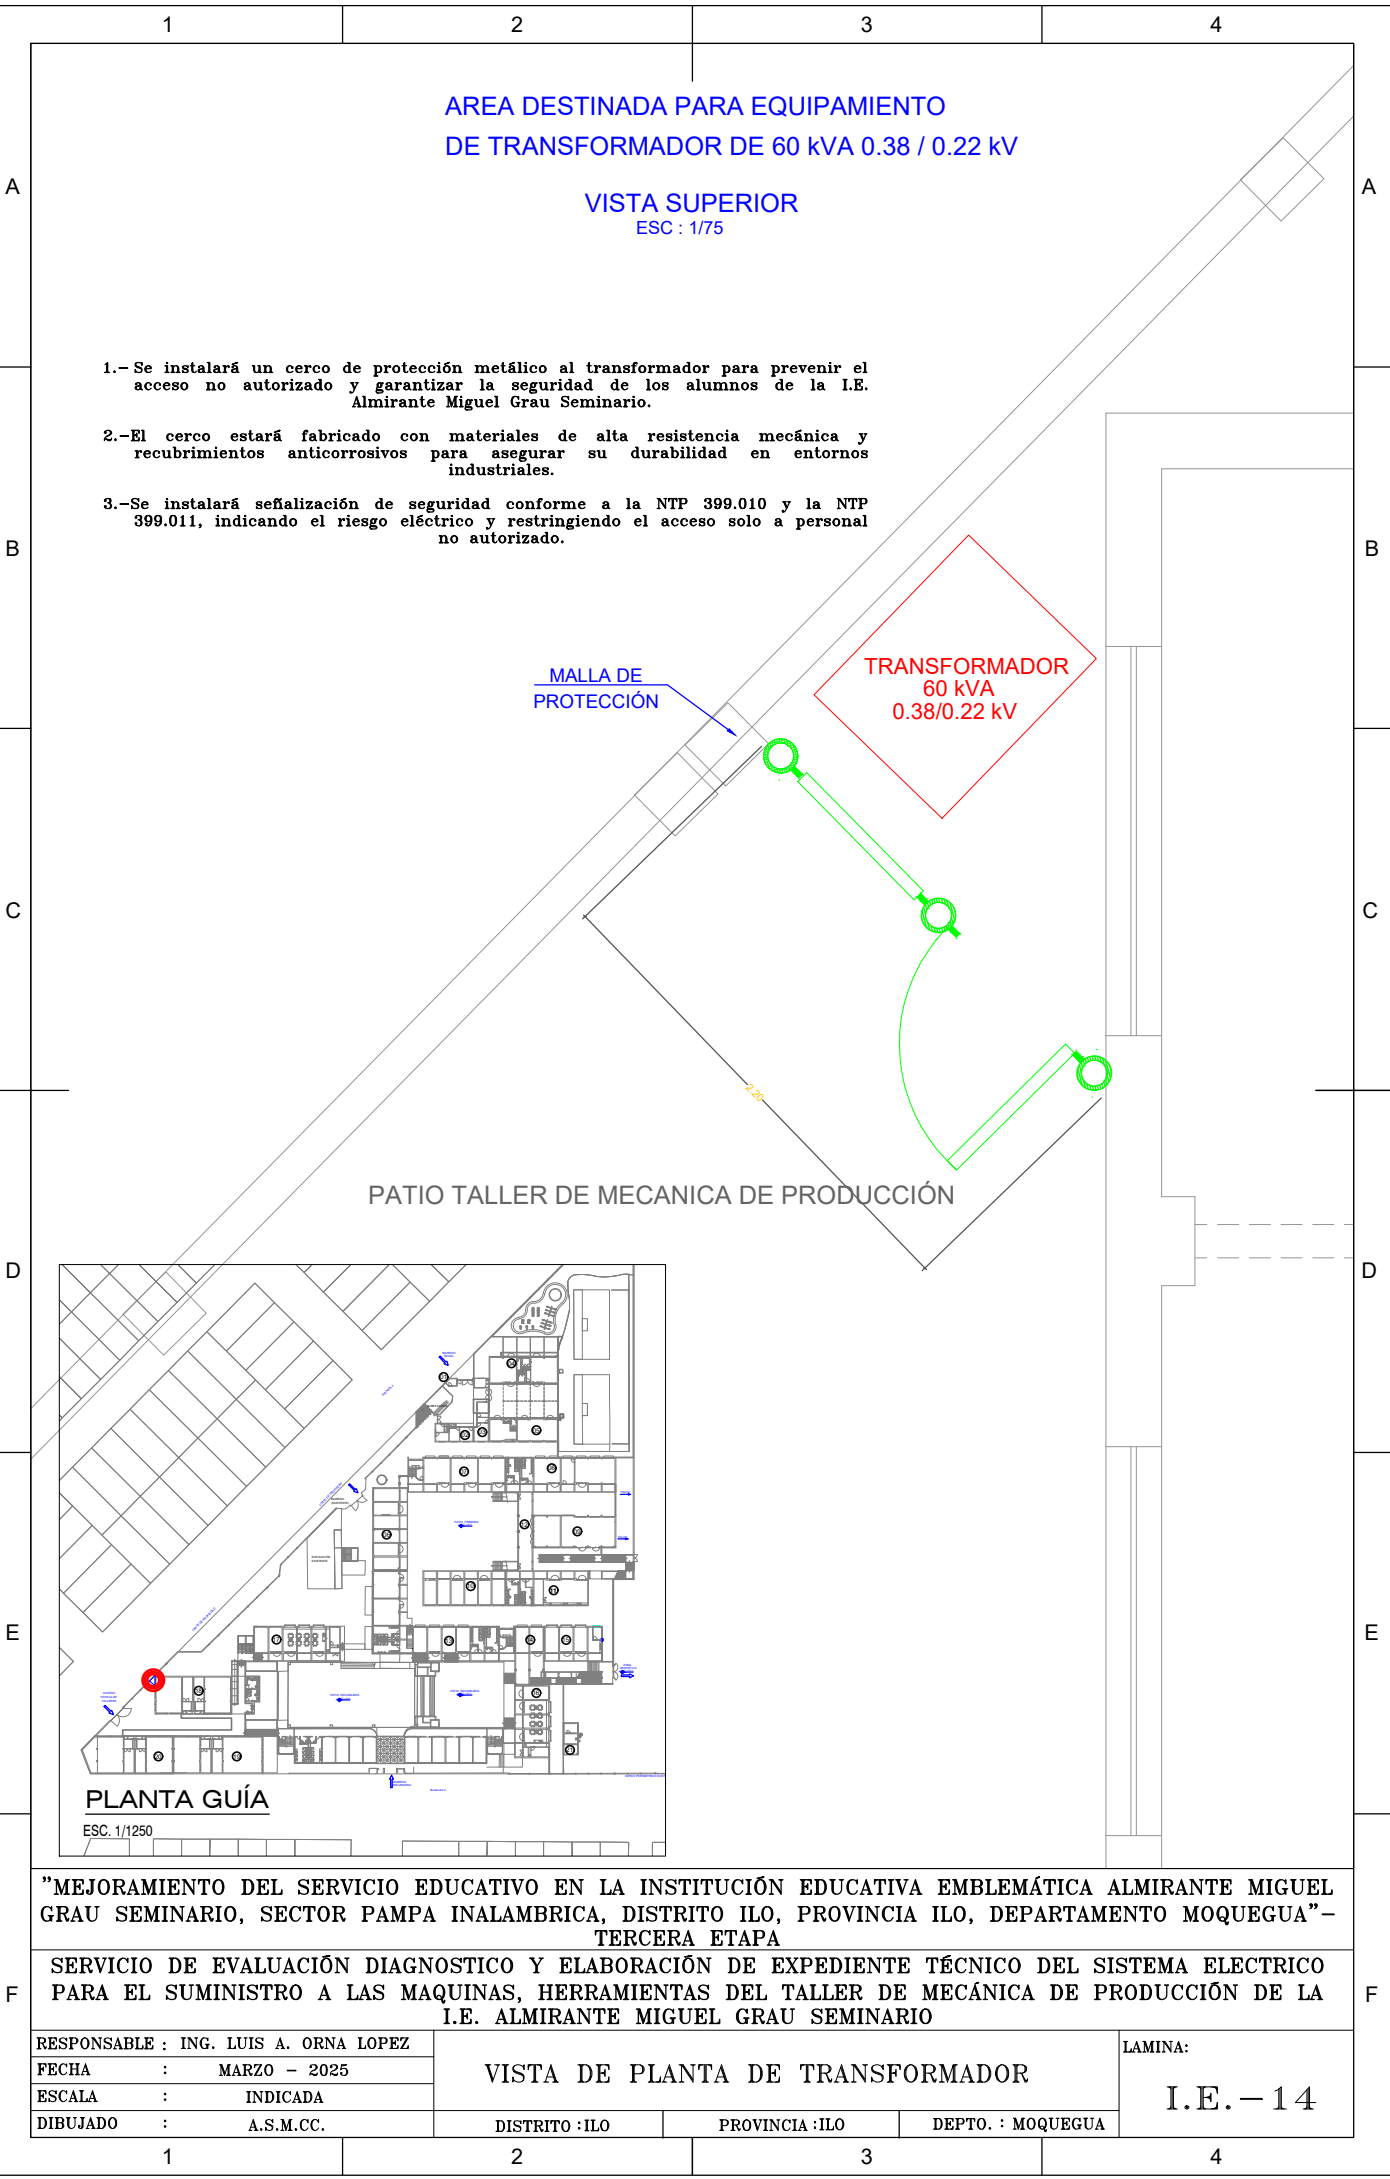 1 2 3 4
AREA DESTINADA PARA EQUIPAMIENTO
DE TRANSFORMADOR DE 60 kVA 0.38 / 0.22 kV
VISTA SUPERIOR
ESC : 1/75
A A
1.- Se instalará un cerco de protección metálico al transformador para prevenir el
acceso no autorizado y garantizar la seguridad de los alumnos de la I.E.
Almirante Miguel Grau Seminario.
2.-El cerco estará fabricado con materiales de alta resistencia mecánica y
recubrimientos anticorrosivos para asegurar su durabilidad en entornos
industriales.
3.-Se instalará señalización de seguridad conforme a la NTP 399.010 y la NTP
399.011, indicando el riesgo eléctrico y restringiendo el acceso solo a personal
no autorizado.
B B
TRANSFORMADOR
60 kVA
0.38/0.22 kV
MALLA DE
PROTECCIÓN
C C
2.20
PATIO TALLER DE MECANICA DE PRODUCCIÓN
D D
E E
PLANTA GUÍA
ESC. 1/1250
"MEJORAMIENTO DEL SERVICIO EDUCATIVO EN LA INSTITUCIÓN EDUCATIVA EMBLEMÁTICA ALMIRANTE MIGUEL
GRAU SEMINARIO, SECTOR PAMPA INALAMBRICA, DISTRITO ILO, PROVINCIA ILO, DEPARTAMENTO MOQUEGUA"-
TERCERA ETAPA
SERVICIO DE EVALUACIÓN DIAGNOSTICO Y ELABORACIÓN DE EXPEDIENTE TÉCNICO DEL SISTEMA ELECTRICO
PARA EL SUMINISTRO A LAS MAQUINAS, HERRAMIENTAS DEL TALLER DE MECÁNICA DE PRODUCCIÓN DE LA
I.E. ALMIRANTE MIGUEL GRAU SEMINARIO
F F
RESPONSABLE : ING. LUIS A. ORNA LOPEZ
FECHA : MARZO - 2025
ESCALA : INDICADA
DIBUJADO : A.S.M.CC.
VISTA DE PLANTA DE TRANSFORMADOR
DISTRITO : ILO PROVINCIA : ILO DEPTO. : MOQUEGUA
LAMINA:
I.E.-14
1 2 3 4